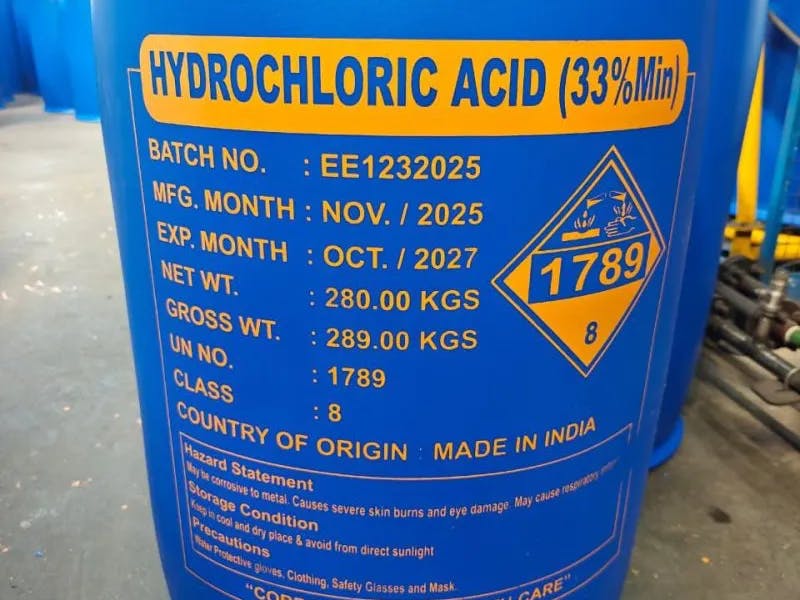 HYDROCHLORIC ACID (33%Min)
BATCH NO. : EE1232025
MFG. MONTH : NOV. / 2025
EXP. MONTH : OCT. / 2027
NET WT. : 280.00 KGS
GROSS WT. : 289.00 KGS
UN NO. : 1789
CLASS : 8
COUNTRY OF ORIGIN : MADE IN INDIA
1789
8
Hazard Statement
May be corrosive to metal. Causes severe skin burns and eye damage. May cause respiratory
Storage Condition
Keep in cool and dry place & avoid from direct sunlight
Precautions
Water Protective gloves, Clothing, Safety Glasses and Mask.
CARE"